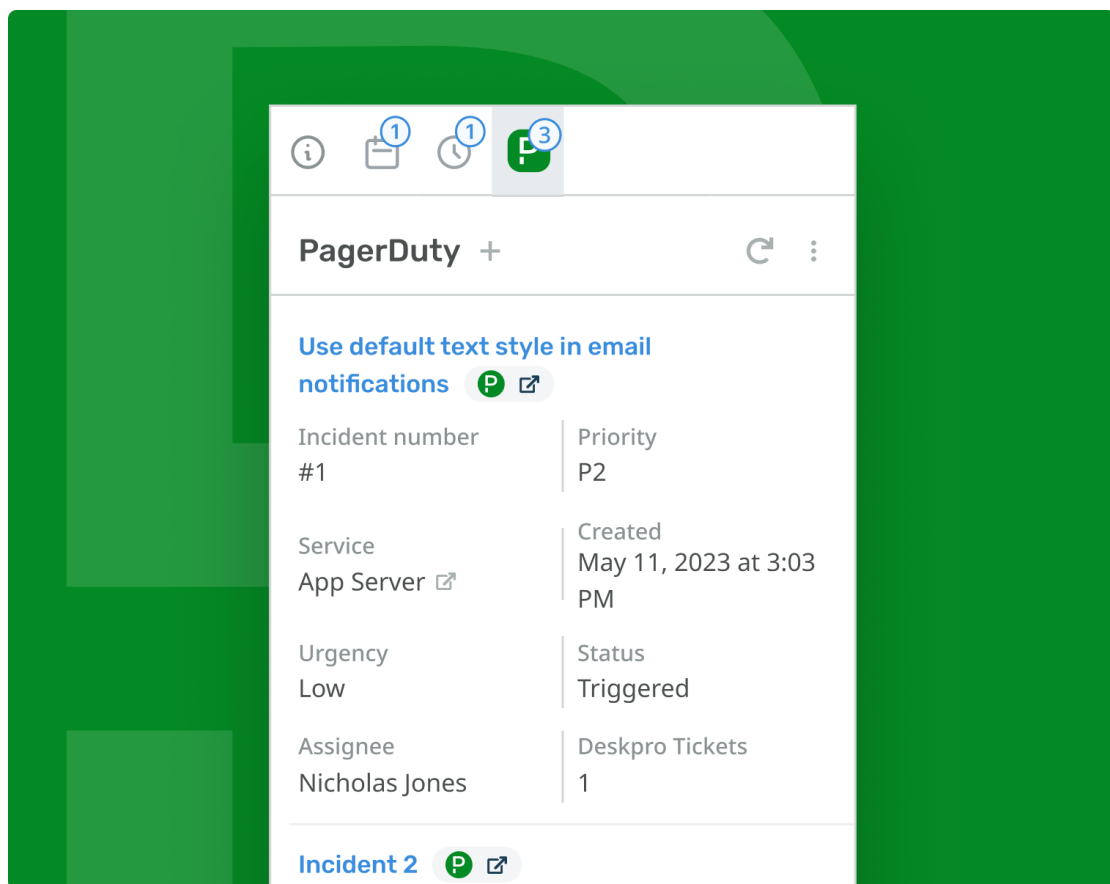 1
1
P 3
PagerDuty +
Use default text style in email
notifications P
Incident number
#1
Priority
P2
Service
App Server
Created
May 11, 2023 at 3:03
PM
Urgency
Low
Status
Triggered
Assignee
Nicholas Jones
Deskpro Tickets
1
Incident 2 P